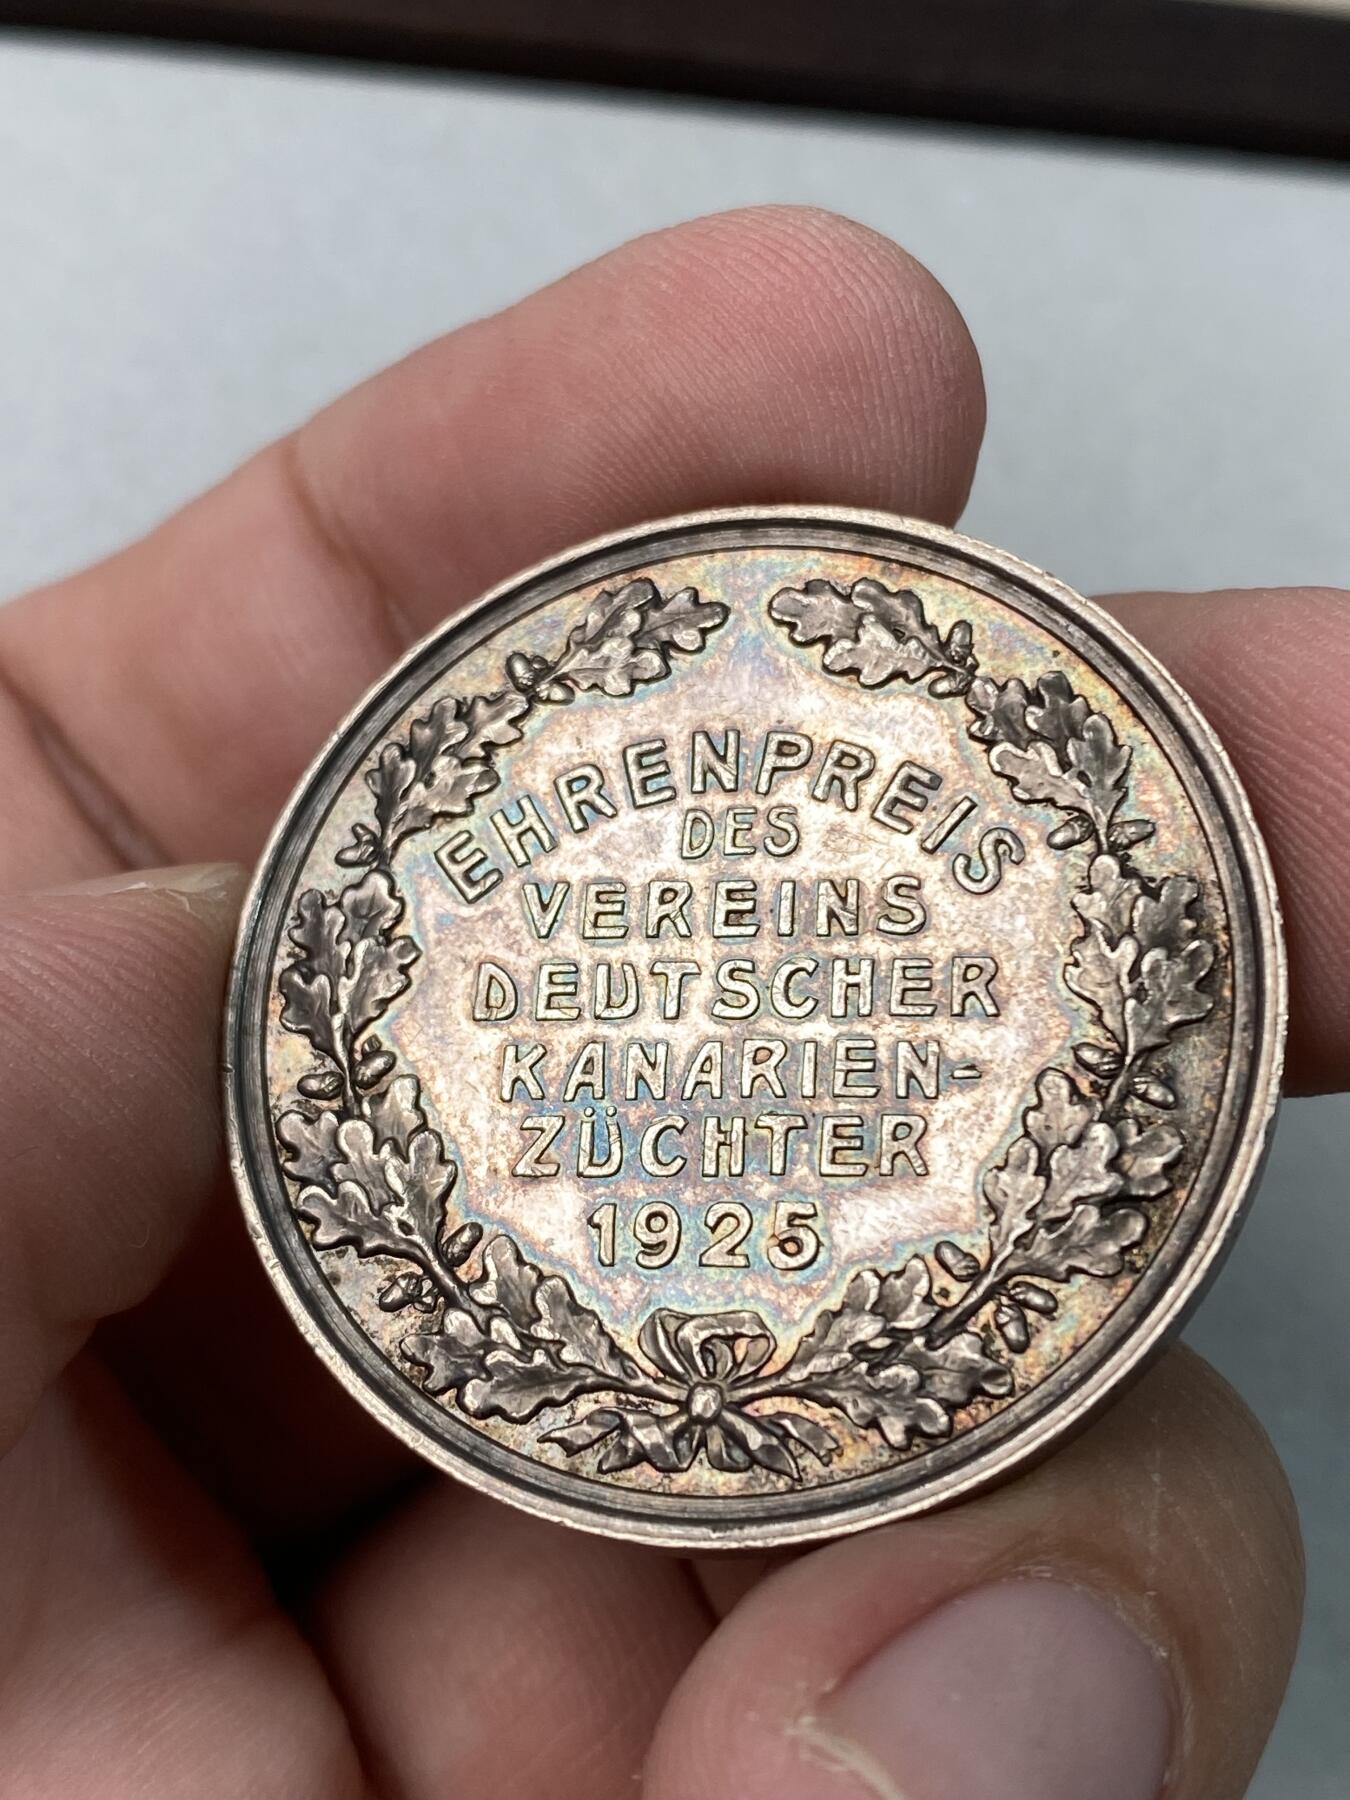 EHRENPREIS
DES
VEREINS
DEUTSCHER
KANARIEN-
ZÜCHTER
1925